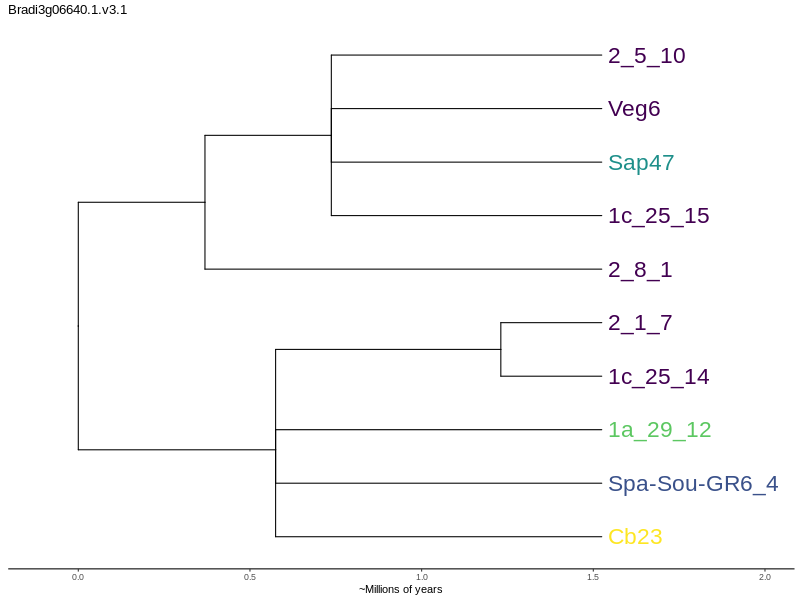 Bradi3g06640.1.v3.1
2_5_10
Veg6
Sap47
1c_25_15
2_8_1
2_1_7
1c_25_14
1a_29_12
Spa-Sou-GR6_4
Cb23
0.0 0.5 1.0 1.5 2.0
~Millions of years